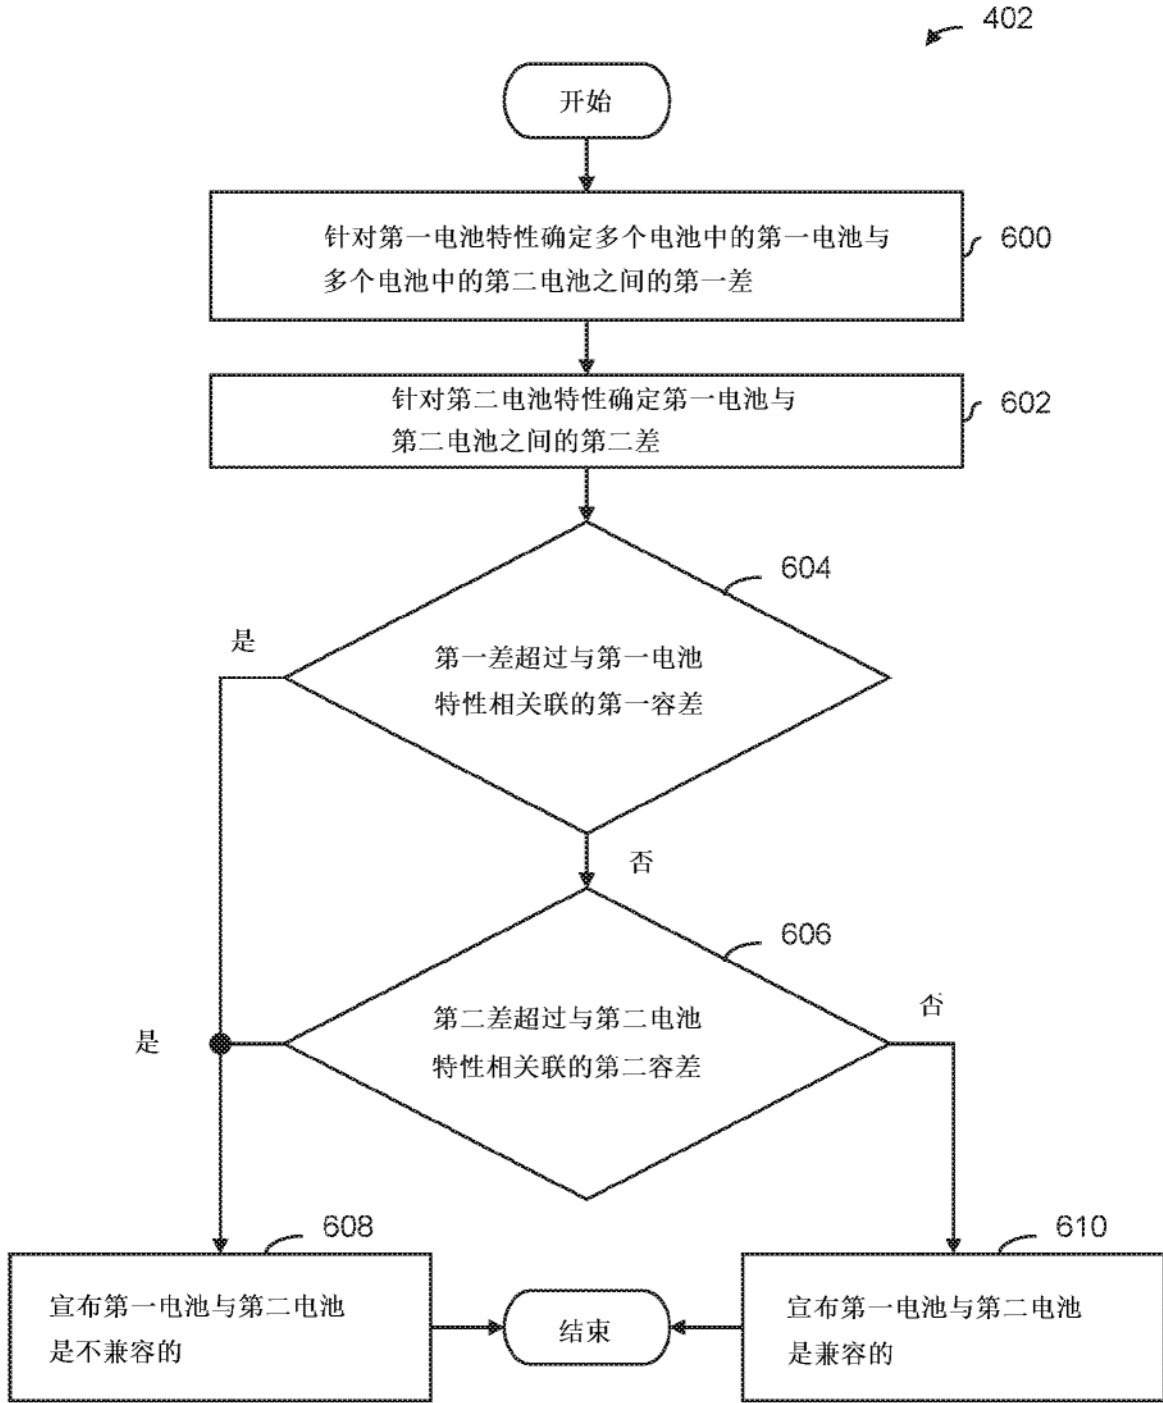 402
开始
针对第一电池特性确定多个电池中的第一电池与
多个电池中的第二电池之间的第一差
600
针对第二电池特性确定第一电池与
第二电池之间的第二差
602
604
是
第一差超过与第一电池
特性相关联的第一容差
否
606
第二差超过与第二电池
特性相关联的第二容差
否
是
608
610
宣布第一电池与第二电池
是不兼容的
结束
宣布第一电池与第二电池
是兼容的